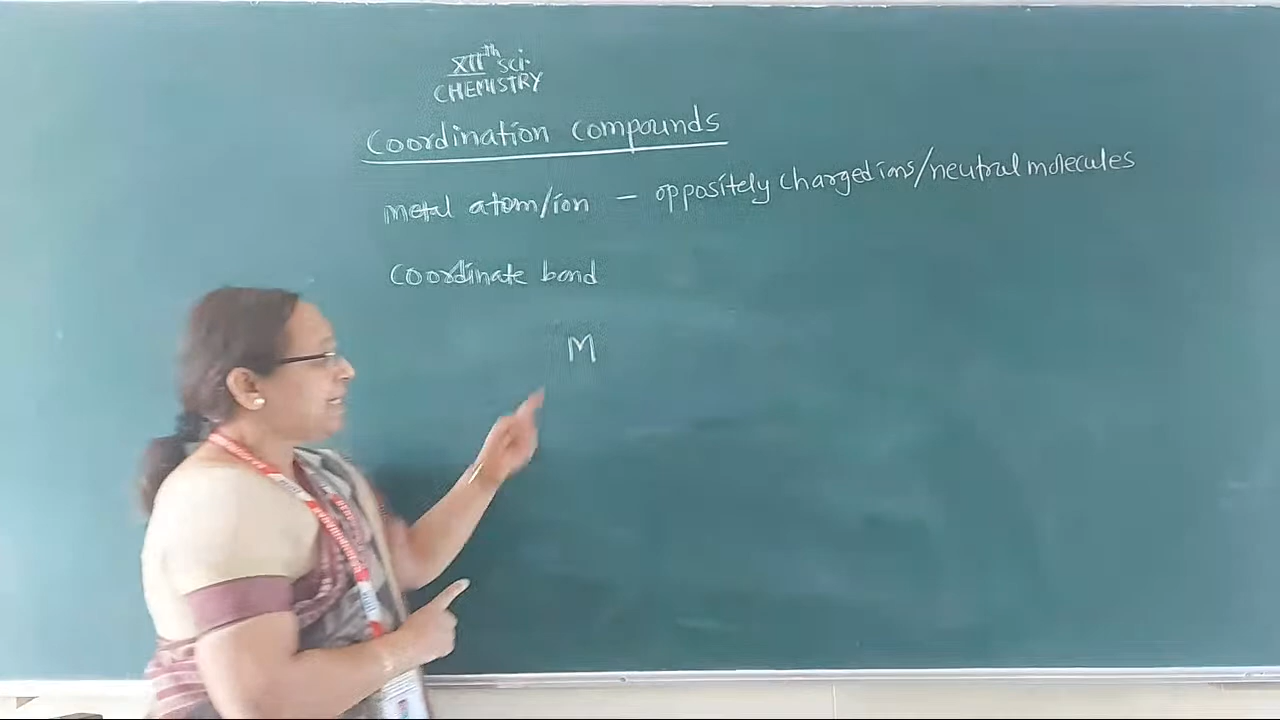 XIIth sci.
CHEMISTRY
Coordination Compounds
metal atom/ion – oppositely charged ions/neutral molecules
Coordinate bond
M